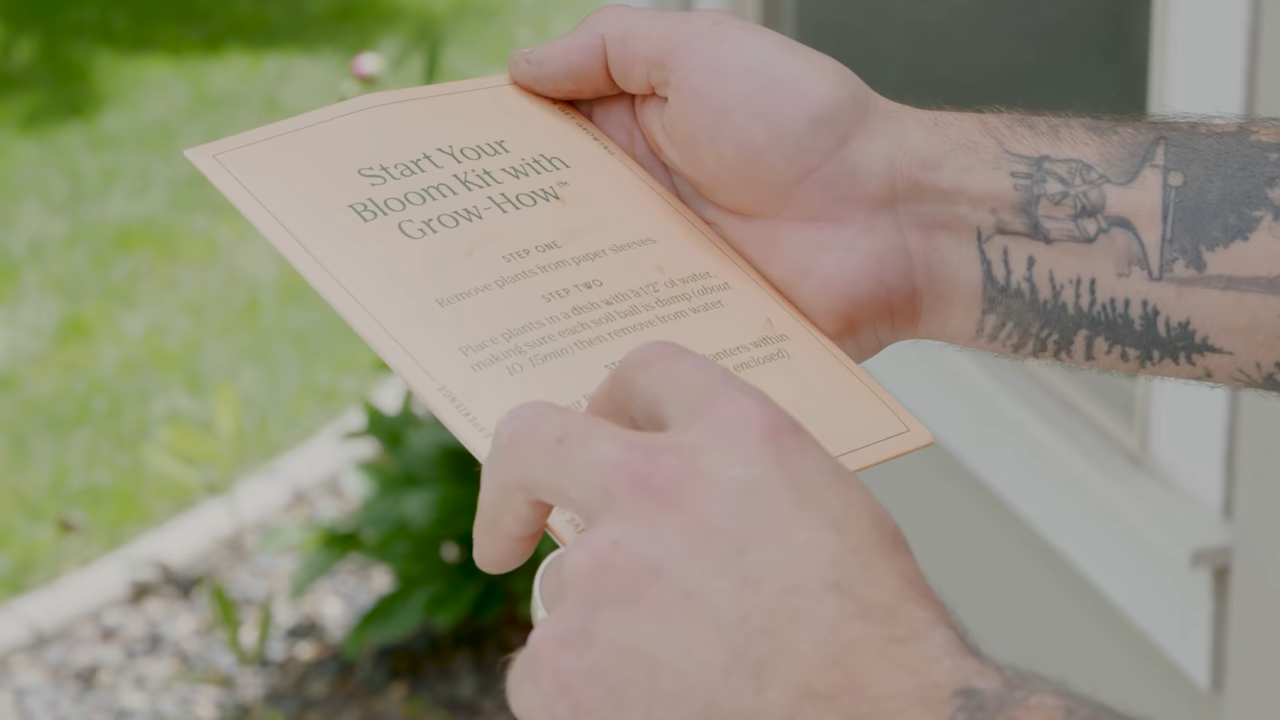 Start Your
Bloom Kit with
Grow-How™
STEP ONE
Remove plants from paper sleeves.
STEP TWO
Place plants in a dish with a 1/2" of water,
making sure each soil ball is damp (about
10-15min) then remove from water.
planters within
enclosed).
EXPERIENCE